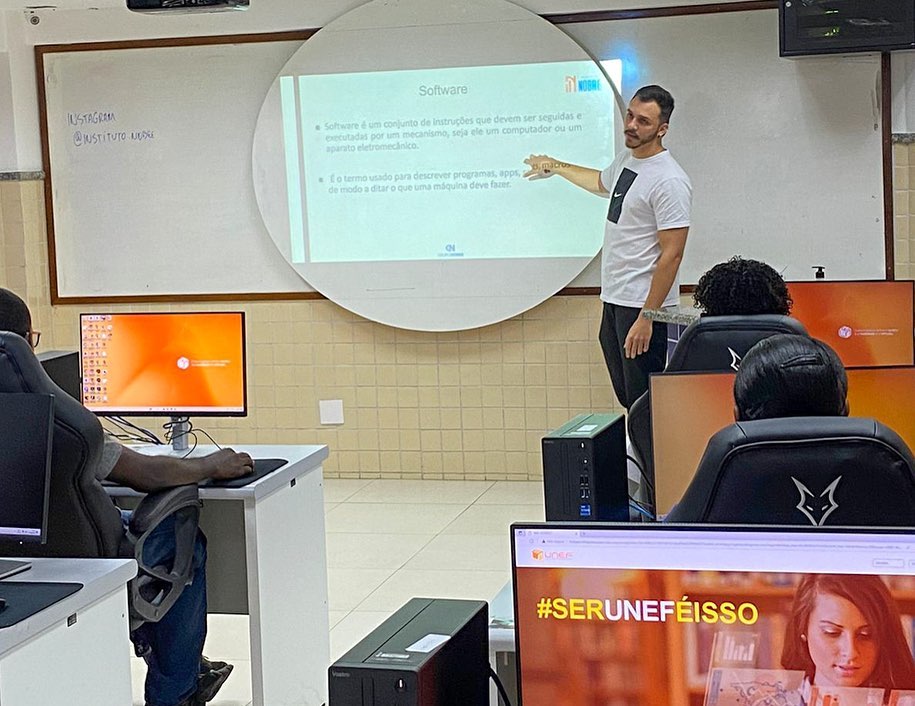 INSTAGRAM
@INSTITUTO.NOBRE
Software
NOBRE
Software é um conjunto de instruções que devem ser seguidas e
executadas por um mecanismo, seja ele um computador ou um
aparato eletromecânico.
É o termo usado para descrever programas, apps,
macros
de modo a ditar o que uma máquina deve fazer.
UNEF
#SERUNEFÉISSO
Vostro